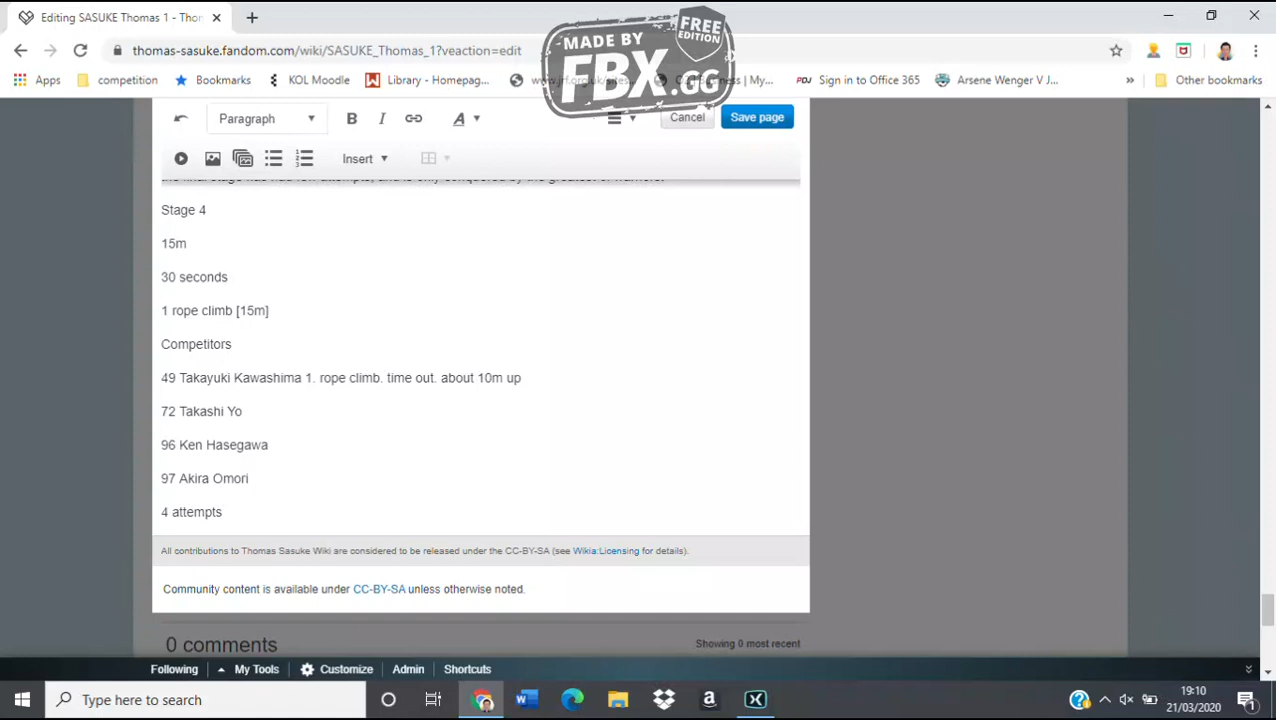 Editing SASUKE Thomas 1 - Thor
thomas-sasuke.fandom.com/wiki/SASUKE_Thomas_1?veaction=edit
MADE BY
FBX.GG
FREE
EDITION
Apps competition Bookmarks KOL Moodle Library - Homepag... PDJ Sign in to Office 365 Arsene Wenger V J... » Other bookmarks
Paragraph B I A Cancel Save page
Insert
Stage 4
15m
30 seconds
1 rope climb [15m]
Competitors
49 Takayuki Kawashima 1. rope climb. time out. about 10m up
72 Takashi Yo
96 Ken Hasegawa
97 Akira Omori
4 attempts
All contributions to Thomas Sasuke Wiki are considered to be released under the CC-BY-SA (see Wikia:Licensing for details).
Community content is available under CC-BY-SA unless otherwise noted.
0 comments Showing 0 most recent
Following My Tools Customize Admin Shortcuts
Type here to search 19:10
21/03/2020